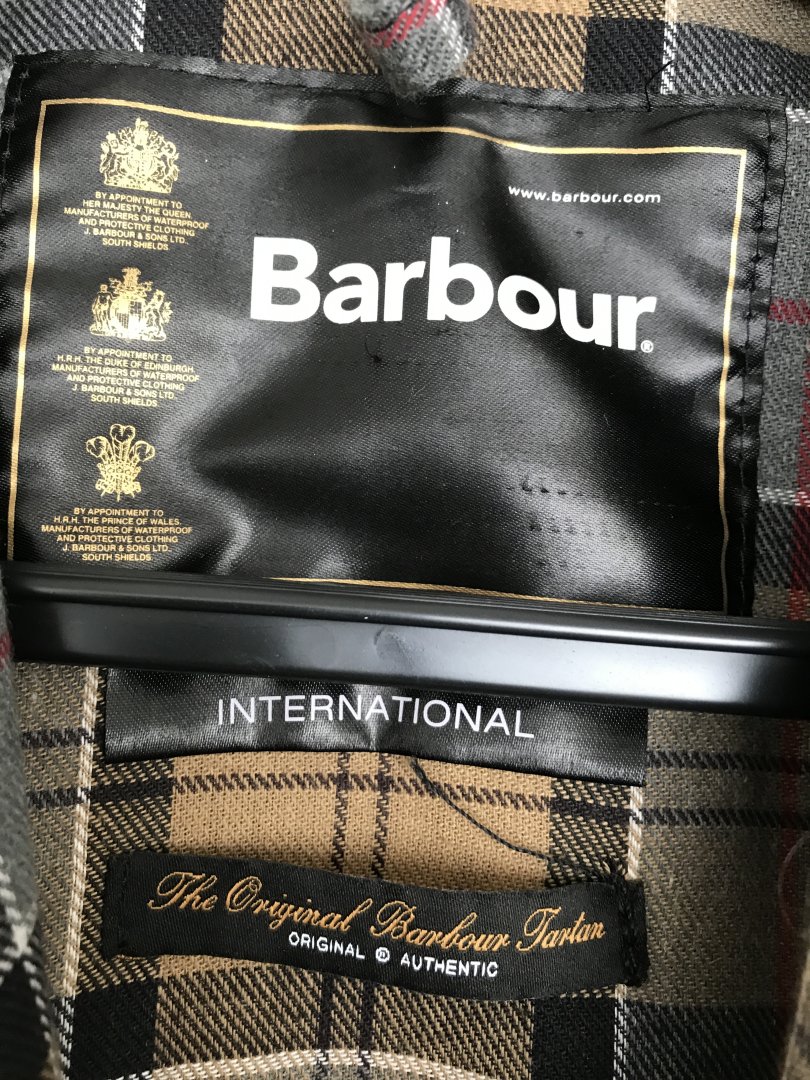 BY APPOINTMENT TO
HER MAJESTY THE QUEEN
MANUFACTURERS OF WATERPROOF
AND PROTECTIVE CLOTHING
J. BARBOUR & SONS LTD.
SOUTH SHIELDS
BY APPOINTMENT TO
H.R.H. THE DUKE OF EDINBURGH
MANUFACTURERS OF WATERPROOF
AND PROTECTIVE CLOTHING
J. BARBOUR & SONS LTD.
SOUTH SHIELDS
BY APPOINTMENT TO
H.R.H. THE PRINCE OF WALES.
MANUFACTURERS OF WATERPROOF
AND PROTECTIVE CLOTHING
J. BARBOUR & SONS LTD.
SOUTH SHIELDS
www.barbour.com
Barbour®
INTERNATIONAL
The Original Barbour Tartan
ORIGINAL ® AUTHENTIC